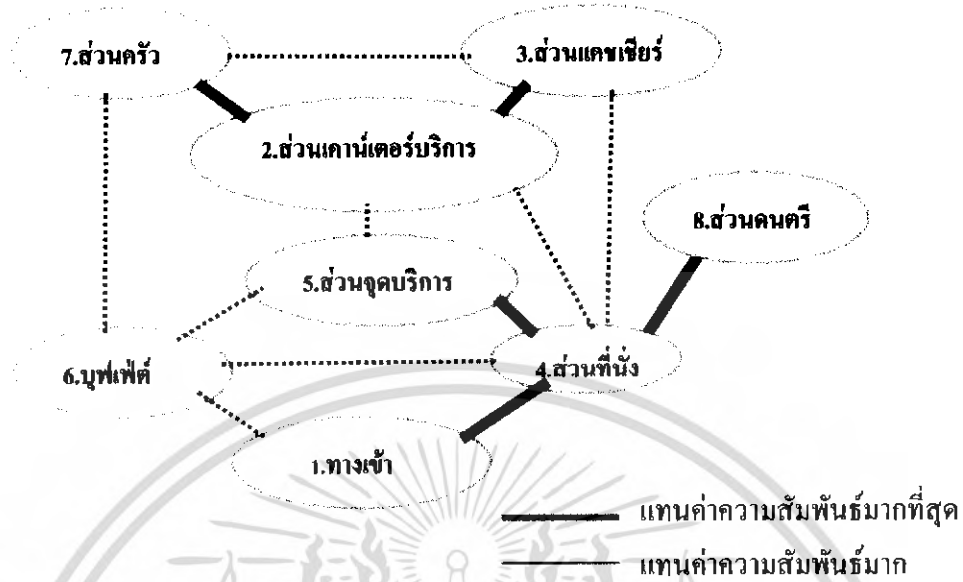 7.ส่วนครัว
3.ส่วนแคชเชียร์
2.ส่วนเคาน์เตอร์บริการ
8.ส่วนดนตรี
5.ส่วนจุดบริการ
6.บุฟเฟ่ต์
4.ส่วนที่นั่ง
1.ทางเข้า
แทนค่าความสัมพันธ์มากที่สุด
แทนค่าความสัมพันธ์มาก